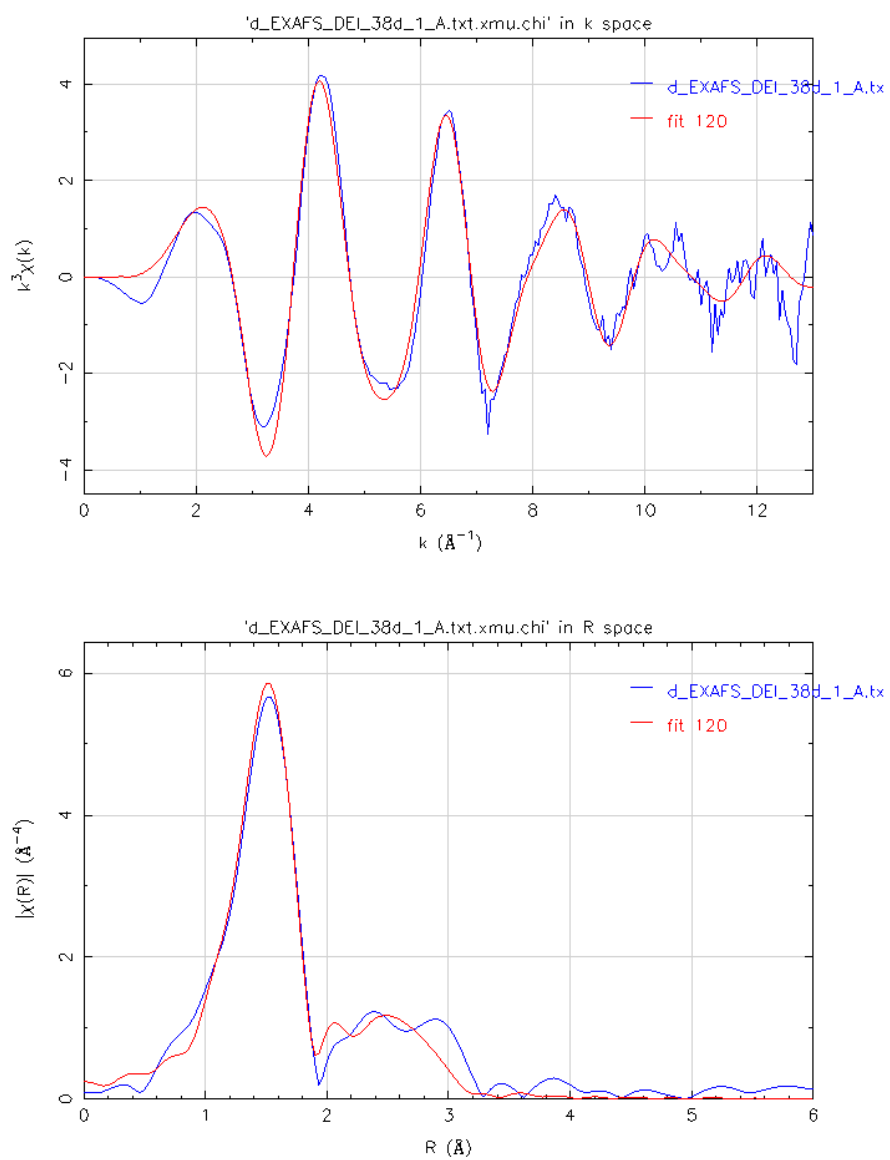 'd_EXAFS_DEI_38d_1_A.txt.xmu.chi' in k space
d_EXAFS_DEI_38d_1_A.tx
fit 120
4
2
0
−2
−4
k³χ(k)
0 2 4 6 8 10 12
k (Å⁻¹)
'd_EXAFS_DEI_38d_1_A.txt.xmu.chi' in R space
d_EXAFS_DEI_38d_1_A.tx
fit 120
6
4
2
0
|χ(R)| (Å⁻⁴)
0 1 2 3 4 5 6
R (Å)